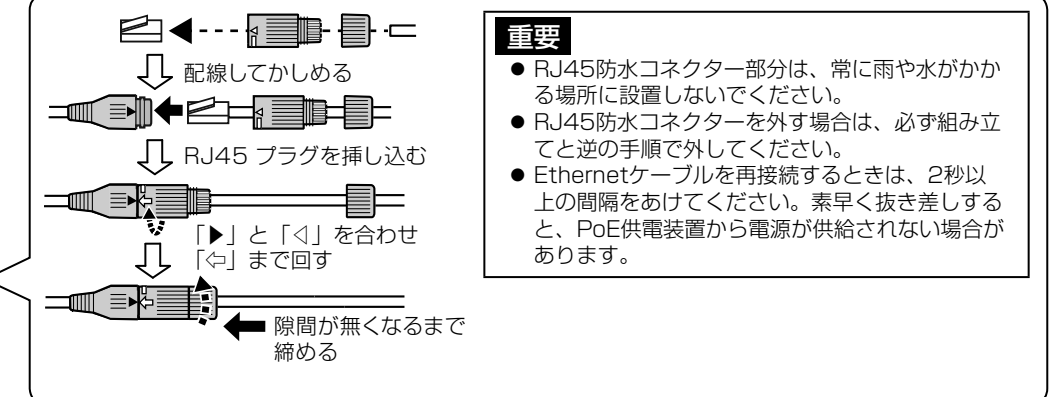 配線してかしめる
RJ45 プラグを挿し込む
「▶」と「◁」を合わせ
「⇦」まで回す
隙間が無くなるまで
締める
重要
● RJ45防水コネクター部分は、常に雨や水がかか
る場所に設置しないでください。
● RJ45防水コネクターを外す場合は、必ず組み立
てと逆の手順で外してください。
● Ethernetケーブルを再接続するときは、2秒以
上の間隔をあけてください。素早く抜き差しする
と、PoE供電装置から電源が供給されない場合が
あります。